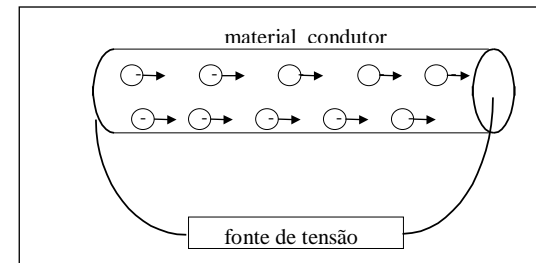 material condutor
- - - -
- - - - -
fonte de tensão